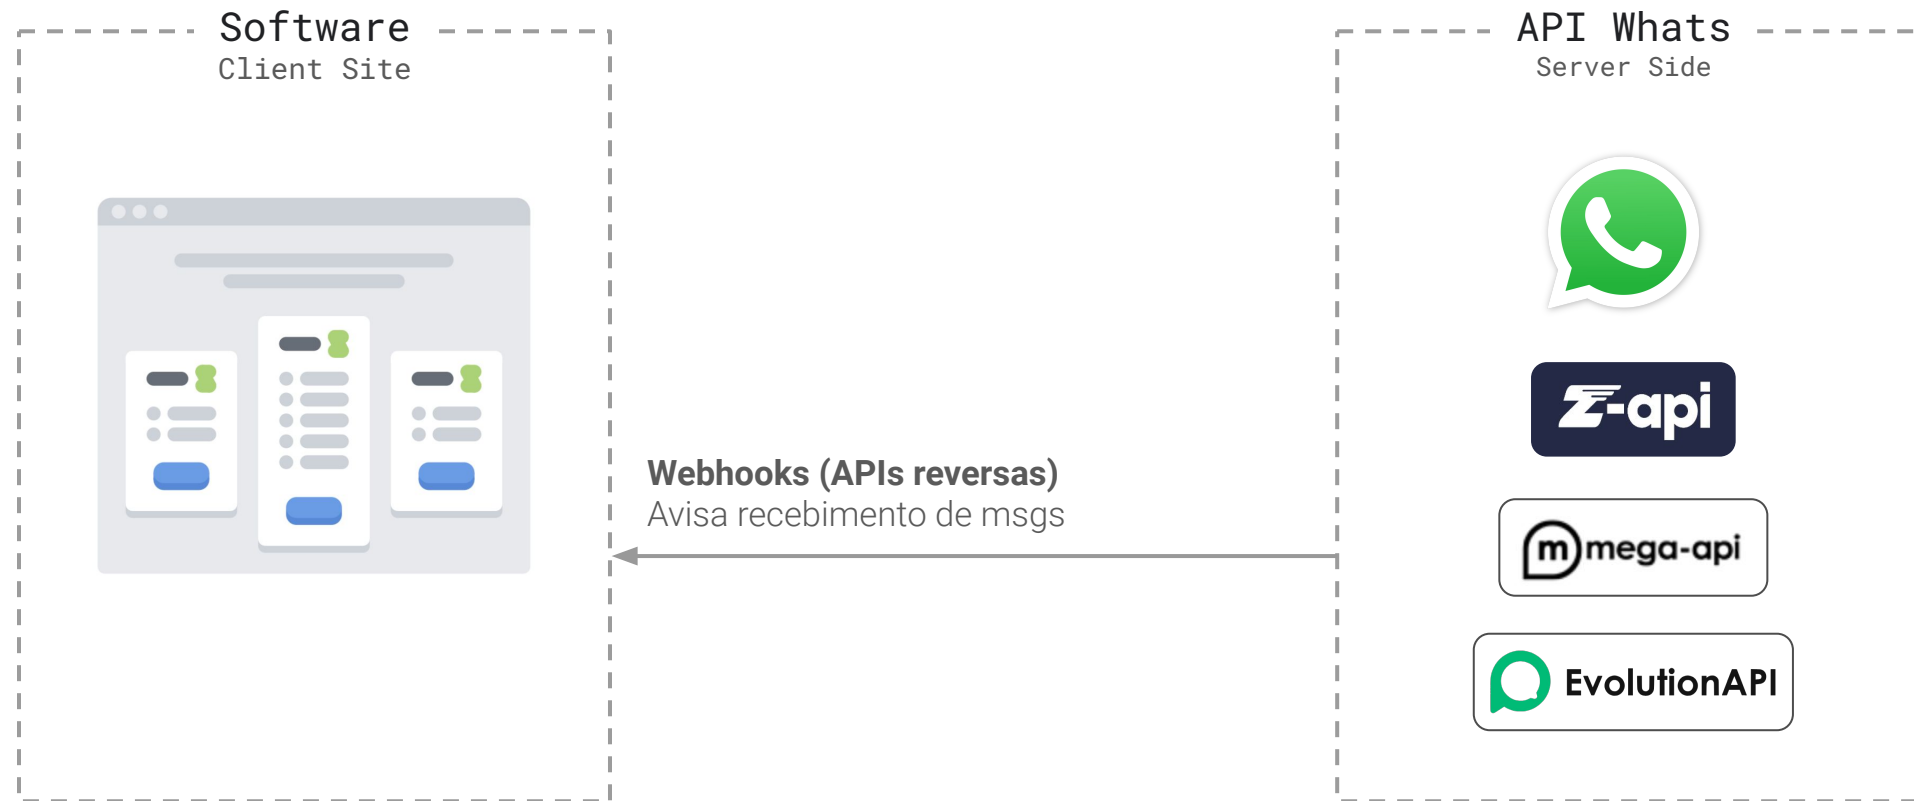 Software
Client Site
API Whats
Server Side
Z-api
Webhooks (APIs reversas)
Avisa recebimento de msgs
m mega-api
EvolutionAPI